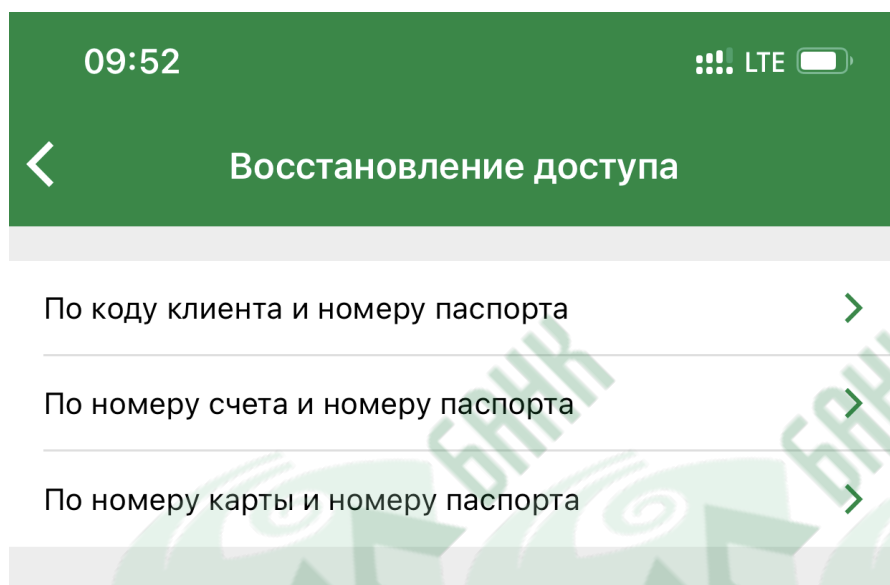 09:52 LTE
Восстановление доступа
По коду клиента и номеру паспорта
По номеру счета и номеру паспорта
БАНК
По номеру карты и номеру паспорта